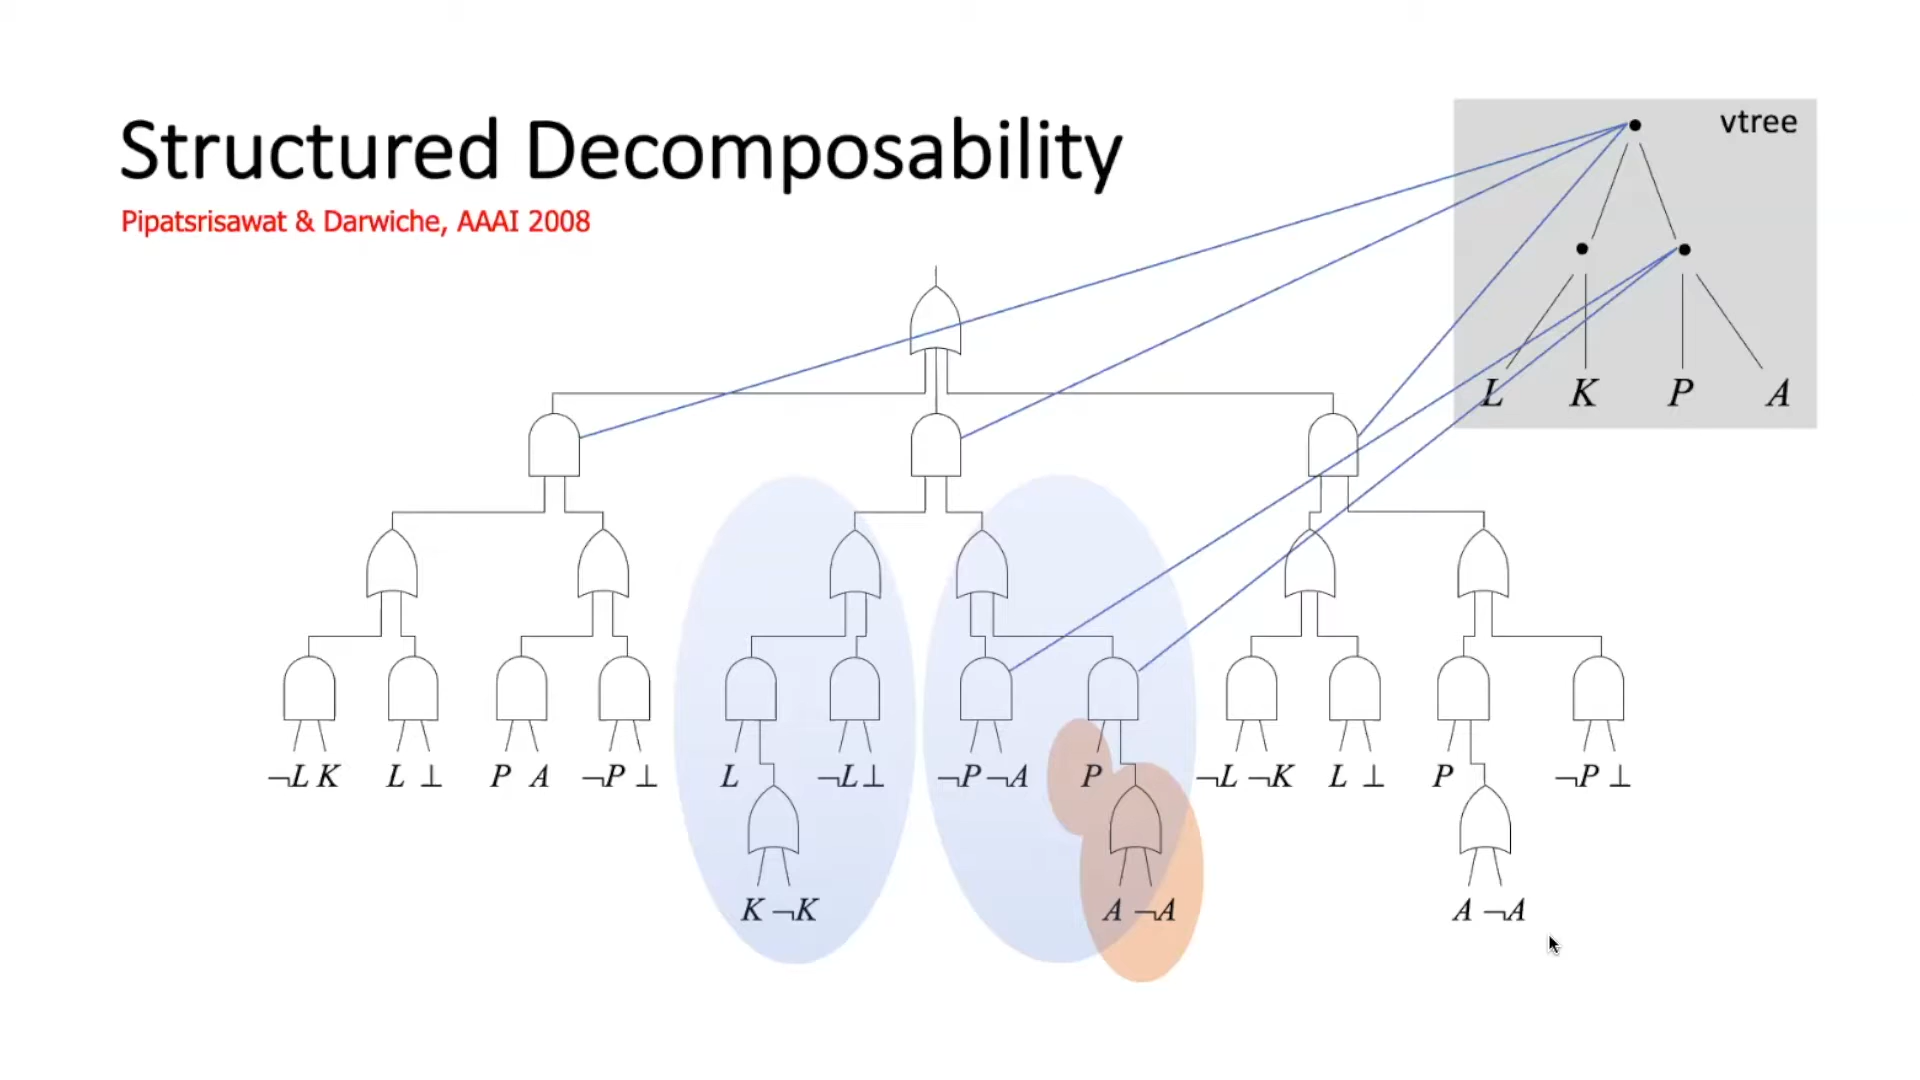 vtree
Structured Decomposability
Pipatsrisawat & Darwiche, AAAI 2008
L K P A
¬L K L ⊥ P A ¬P ⊥ L ¬L ⊥ ¬P ¬A P ¬L ¬K L ⊥ P ¬P ⊥
K ¬K A ¬A A ¬A